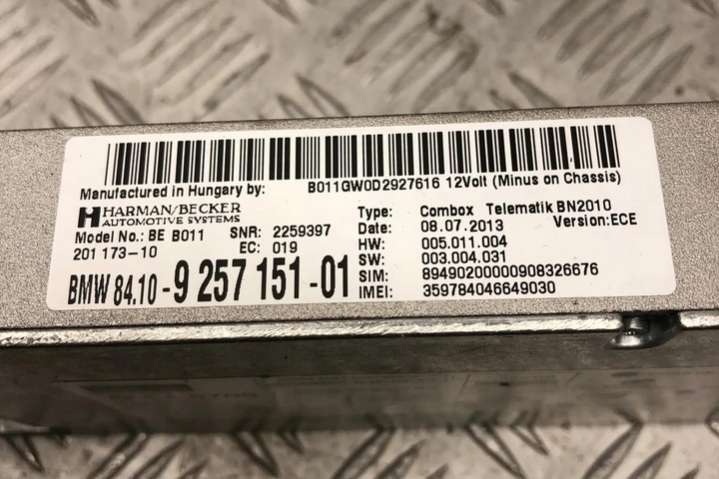 Manufactured in Hungary by: B011GW0D2927616 12Volt (Minus on Chassis)
HARMAN/BECKER
AUTOMOTIVE SYSTEMS
Model No.: BE B011 SNR: 2259397
201 173-10 EC: 019
BMW 84.10-9 257 151-01
Type: Combox Telematik BN2010
Date: 08.07.2013 Version: ECE
HW: 005.011.004
SW: 003.004.031
SIM: 89490200000908326676
IMEI: 359784046649030